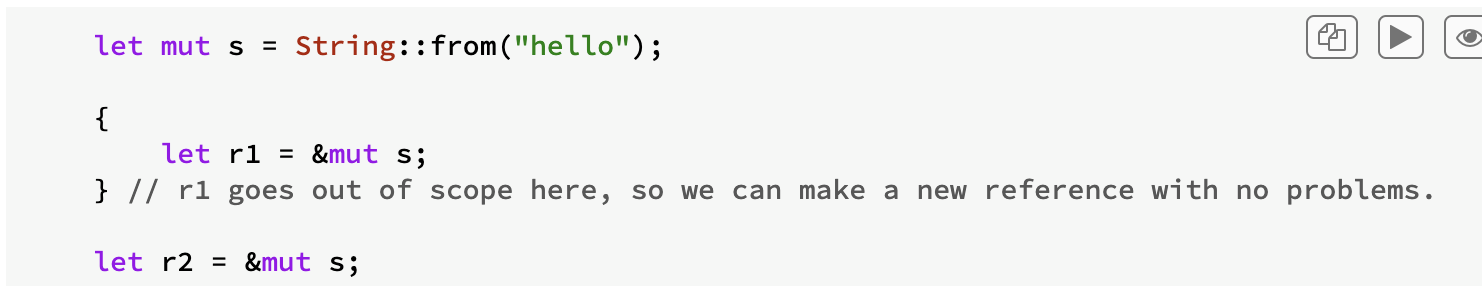 let mut s = String::from("hello");
{
let r1 = &mut s;
} // r1 goes out of scope here, so we can make a new reference with no problems.
let r2 = &mut s;